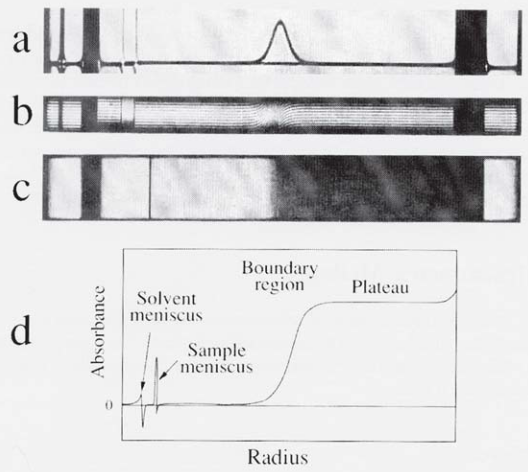 a
b
c
d
Boundary
region
Plateau
Solvent
meniscus
Sample
meniscus
Absorbance
0
Radius